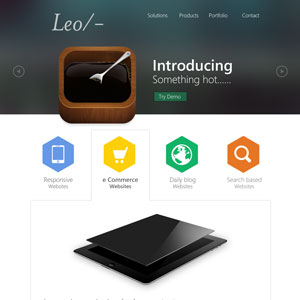 Leo/-
Solutions Products Portfolio Contact
Introducing
Something hot......
Try Demo
Responsive
Websites
e Commerce
Websites
Daily blog
Websites
Search based
Websites